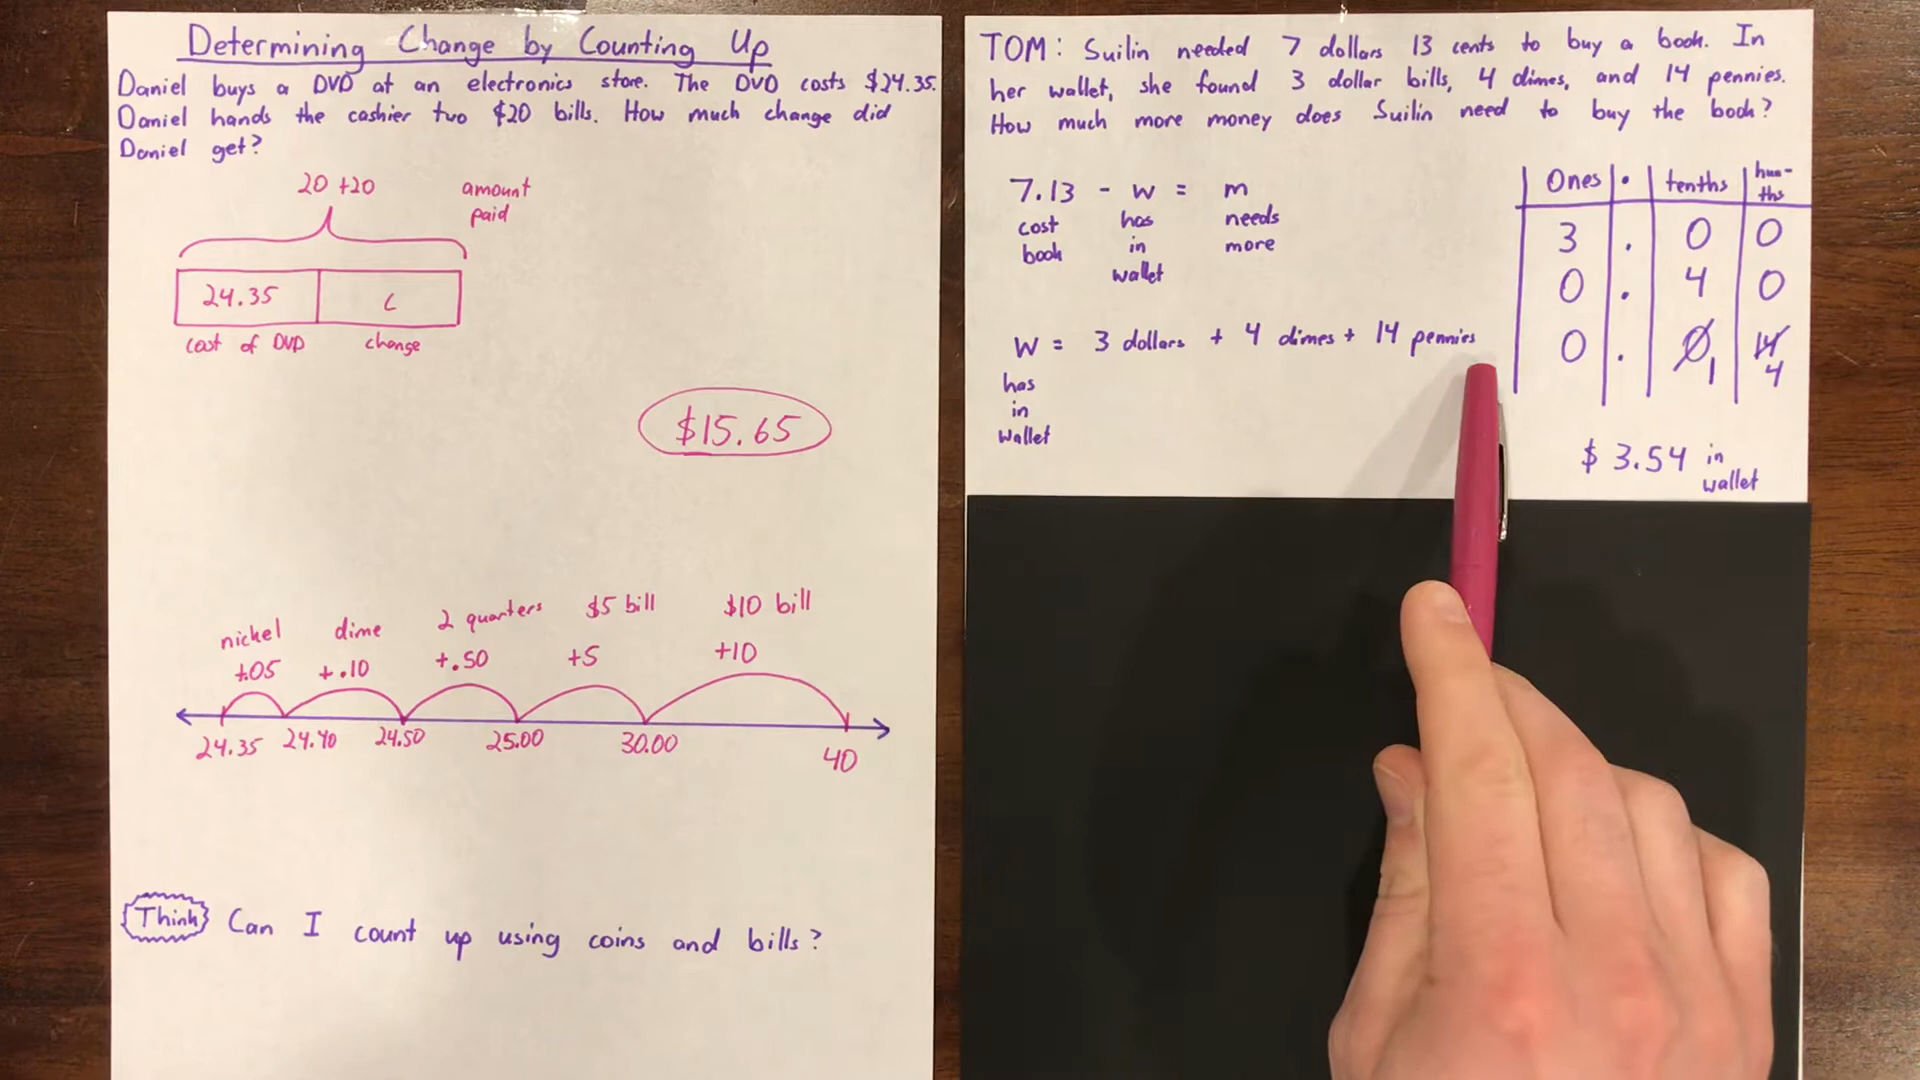 Determining Change by Counting Up
Daniel buys a DVD at an electronics store. The DVD costs $24.35.
Daniel hands the cashier two $20 bills. How much change did
Daniel get?
20 +20
amount
paid
24.35
C
cost of DVD
change
$15.65
nickel
dime
2 quarters
$5 bill
$10 bill
+.05
+.10
+.50
+5
+10
24.35
24.40
24.50
25.00
30.00
40
Think
Can I count up using coins and bills?
TOM: Suilin needed 7 dollars 13 cents to buy a book. In
her wallet, she found 3 dollar bills, 4 dimes, and 14 pennies.
How much more money does Suilin need to buy the book?
7.13 - w = m
cost
book
has
in
wallet
needs
more
W = 3 dollars + 4 dimes + 14 pennies
has
in
wallet
Ones . tenths hun-
ths
3 . 0 0
0 . 4 0
0 . 0 14
1 4
$ 3.54 in
wallet